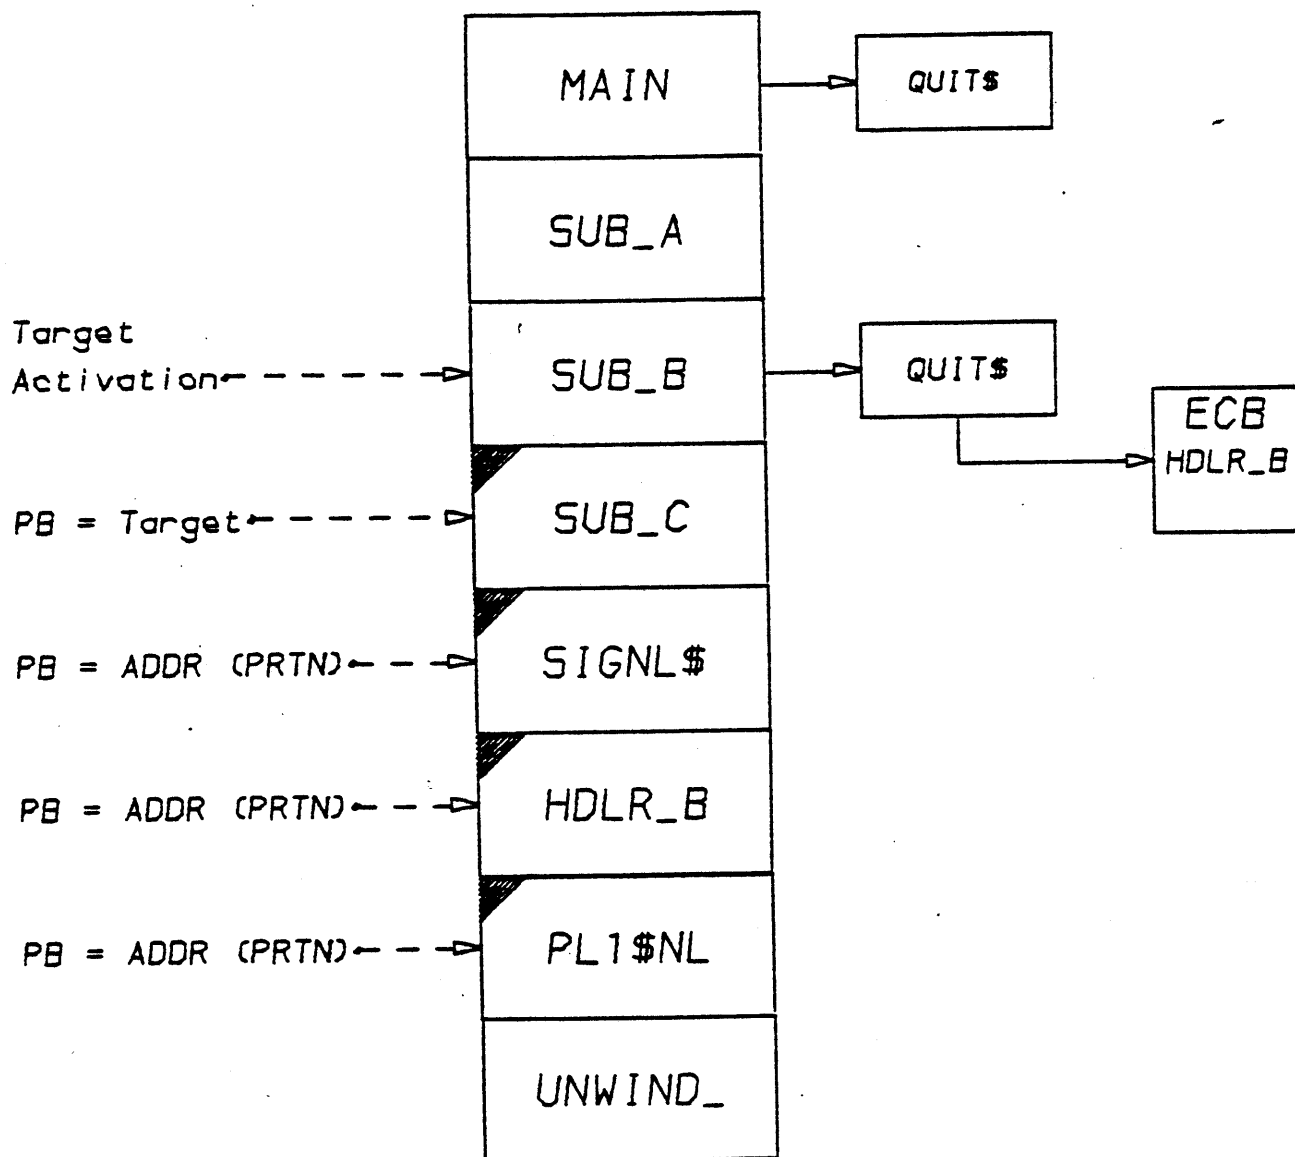 MAIN
QUIT$
SUB_A
Target
Activation
SUB_B
QUIT$
ECB
HDLR_B
PB = Target
SUB_C
PB = ADDR (PRTN)
SIGNL$
PB = ADDR (PRTN)
HDLR_B
PB = ADDR (PRTN)
PL1$NL
UNWIND_